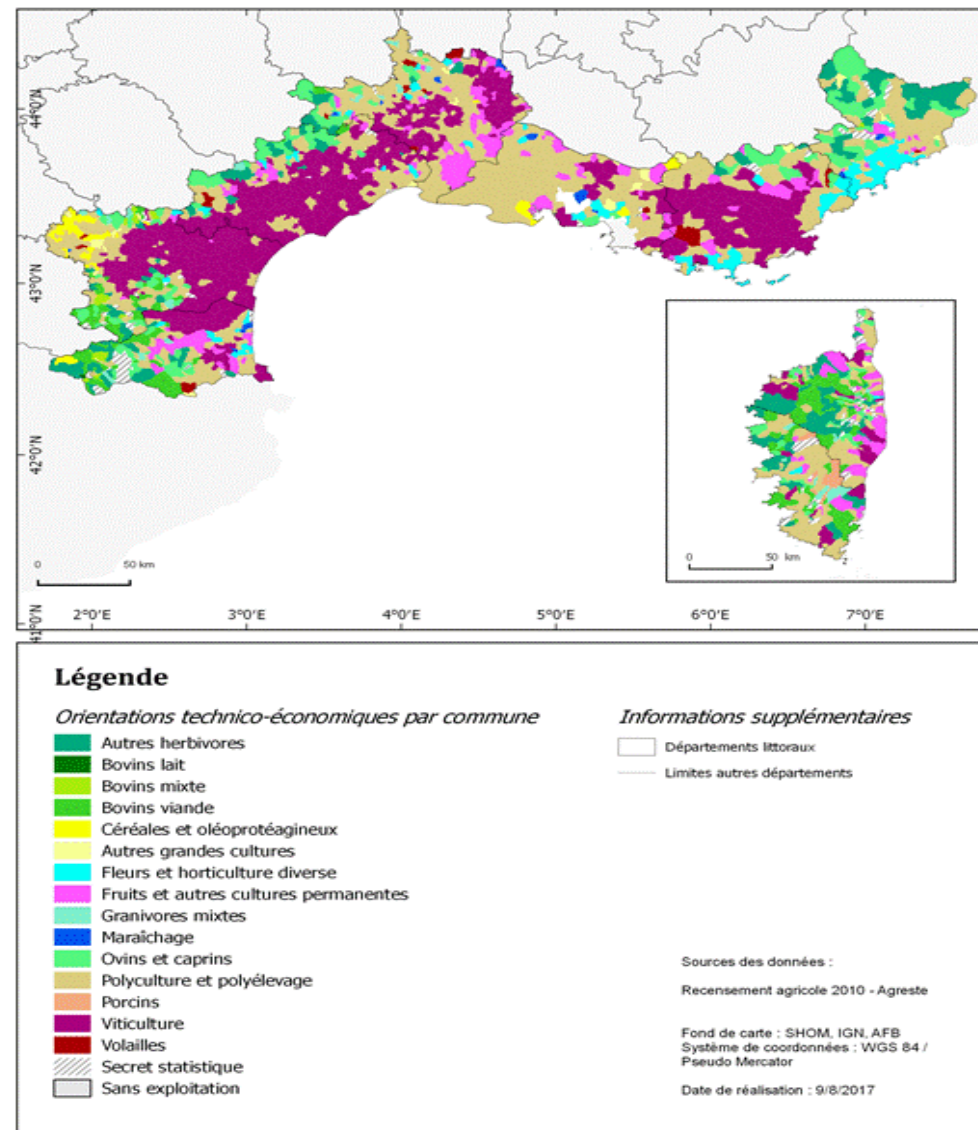 44°0'N
43°0'N
42°0'N
41°0'N
0 50 km
0 50 km
2°0'E 3°0'E 4°0'E 5°0'E 6°0'E 7°0'E
Légende
Orientations technico-économiques par commune
Autres herbivores
Bovins lait
Bovins mixte
Bovins viande
Céréales et oléoprotéagineux
Autres grandes cultures
Fleurs et horticulture diverse
Fruits et autres cultures permanentes
Granivores mixtes
Maraîchage
Ovins et caprins
Polyculture et polyélevage
Porcins
Viticulture
Volailles
Secret statistique
Sans exploitation
Informations supplémentaires
Départements littoraux
Limites autres départements
Sources des données :
Recensement agricole 2010 - Agreste
Fond de carte : SHOM, IGN, AFB
Système de coordonnées : WGS 84 /
Pseudo Mercator
Date de réalisation : 9/8/2017